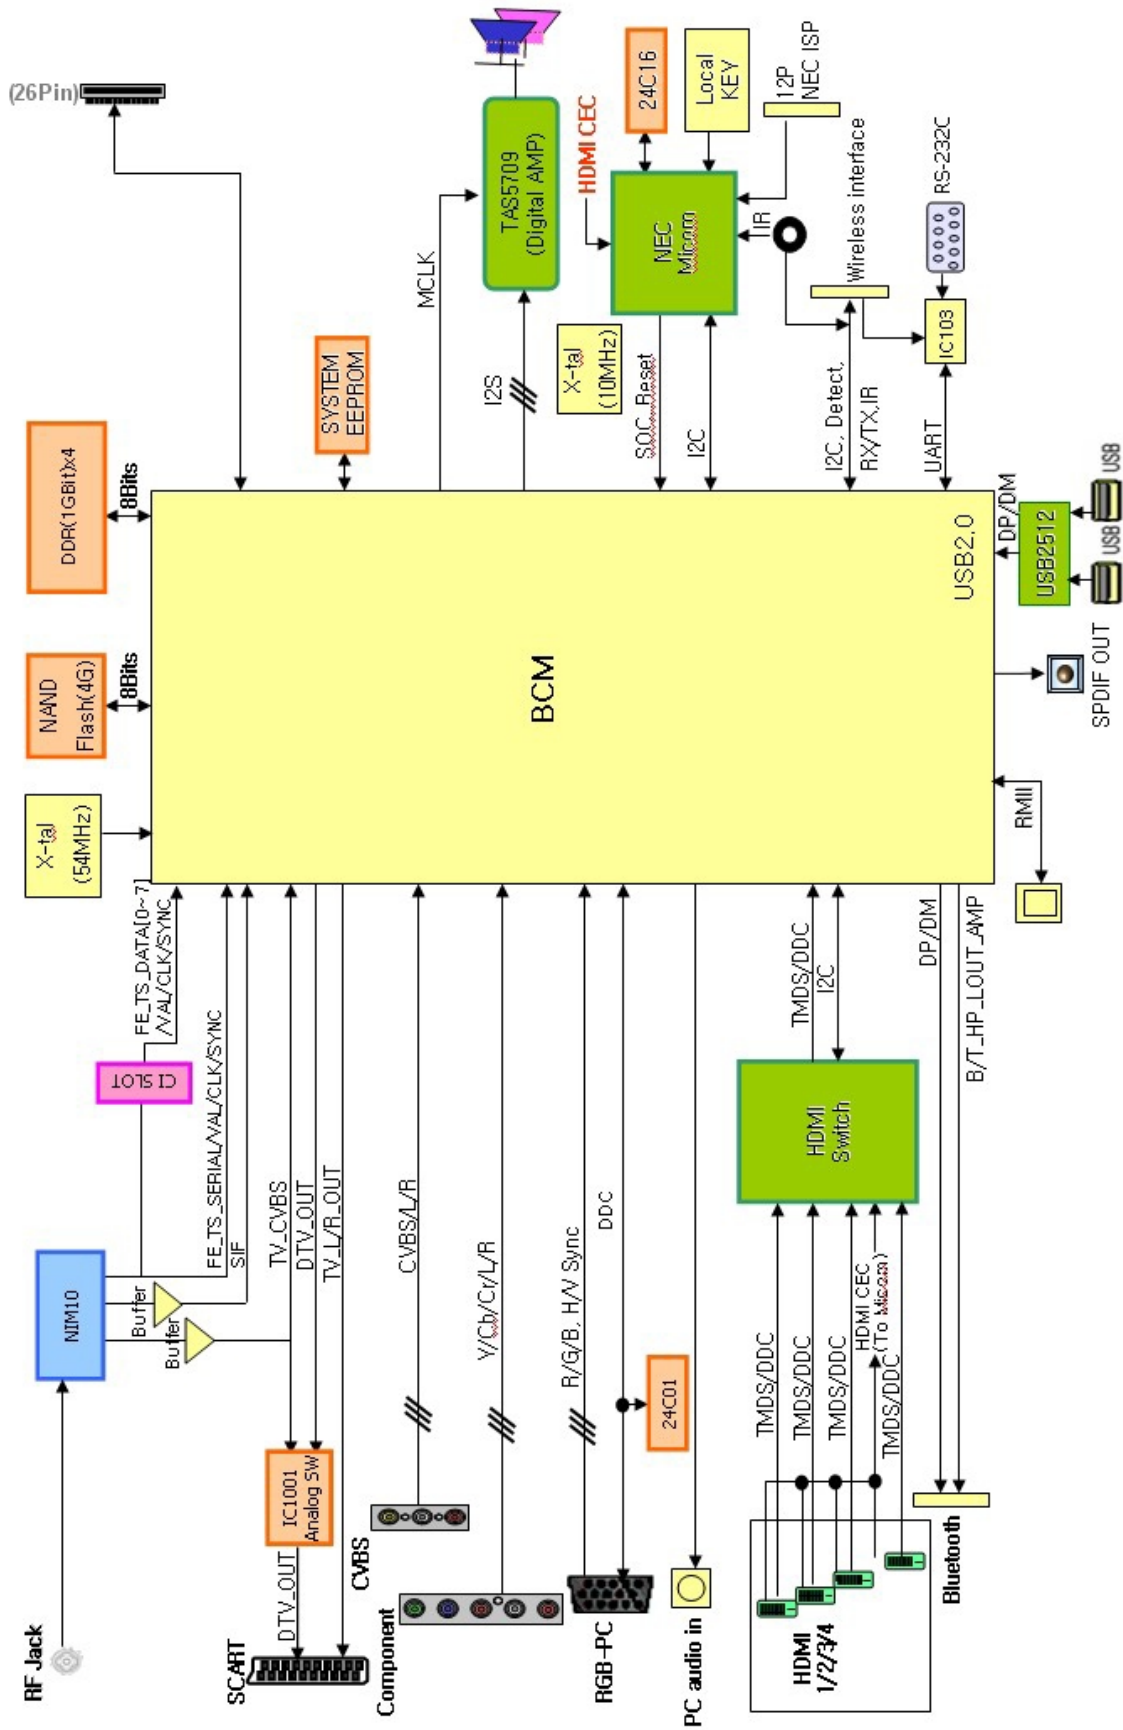 RF Jack
NIM10
Buffer
Buffer
CI SLOT
FE_TS_DATA[0~7]
/VAL/CLK/SYNC
FE_TS_SERIAL/VAL/CLK/SYNC
SIF
TV_CVBS
DTV_OUT
TV_L/R_OUT
SCART
DTV_OUT
IC1001
Analog SW
CVBS
CVBS/L/R
Component
Y/Cb/Cr/L/R
RGB-PC
R/G/B, H/V Sync
DDC
24C01
PC audio in
HDMI
1/2/3/4
TMDS/DDC
TMDS/DDC
TMDS/DDC
HDMI CEC
(To Micom)
TMDS/DDC
HDMI
Switch
TMDS/DDC
I2C
Bluetooth
DP/DM
B/T_HP_LOUT_AMP
X-tal
(54MHz)
NAND
Flash(4G)
8Bits
DDR(1GBit)x4
8Bits
BCM
USB2.0
RMII
SPDIF OUT
DP/DM
USB2512
USB
USB
(26Pin)
SYSTEM
EEPROM
MCLK
I2S
TAS5709
(Digital AMP)
X-tal
(10MHz)
HDMI CEC
24C16
SOC_Reset
I2C
NEC
Micom
Local
KEY
IR
12P
NEC ISP
I2C, Detect,
RX/TX,IR
Wireless interface
UART
IC103
RS-232C